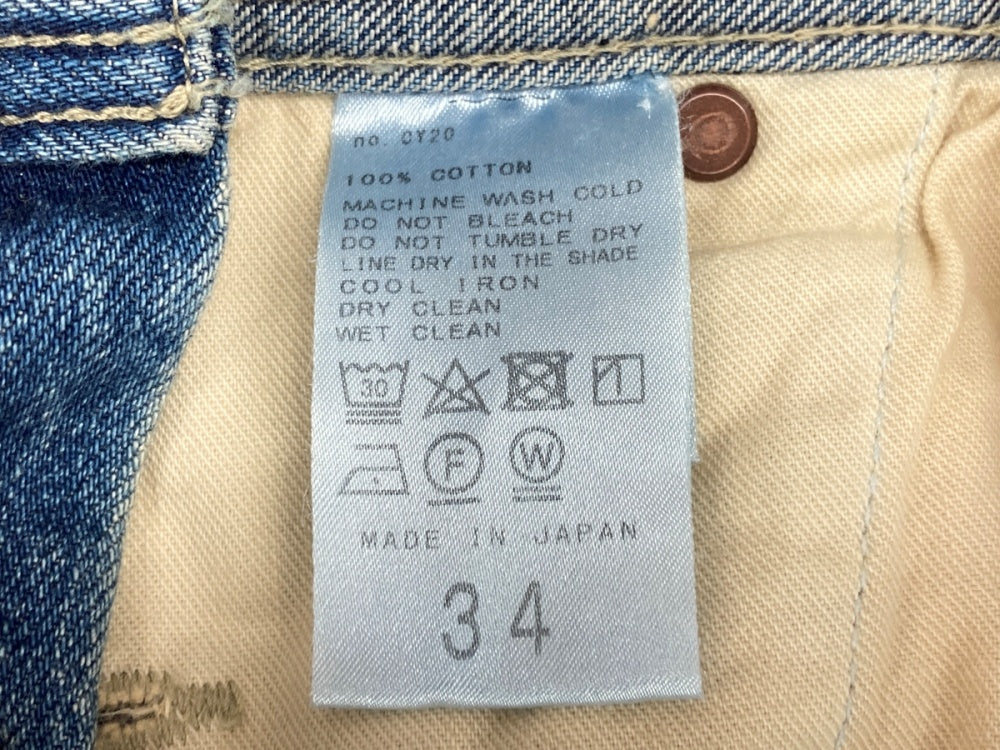 no. CY20
100% COTTON
MACHINE WASH COLD
DO NOT BLEACH
DO NOT TUMBLE DRY
LINE DRY IN THE SHADE
COOL IRON
DRY CLEAN
WET CLEAN
30
F W
MADE IN JAPAN
34